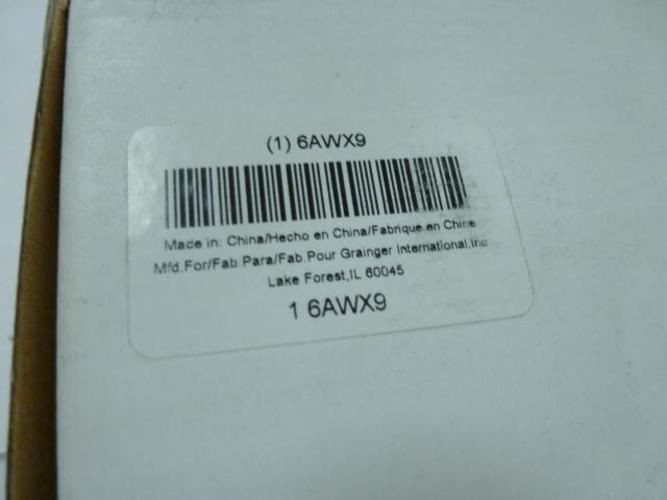 (1) 6AWX9
Made in: China/Hecho en China/Fabrique en Chine
Mfd.For/Fab.Para/Fab.Pour Grainger International,Inc
Lake Forest,IL 60045
1 6AWX9